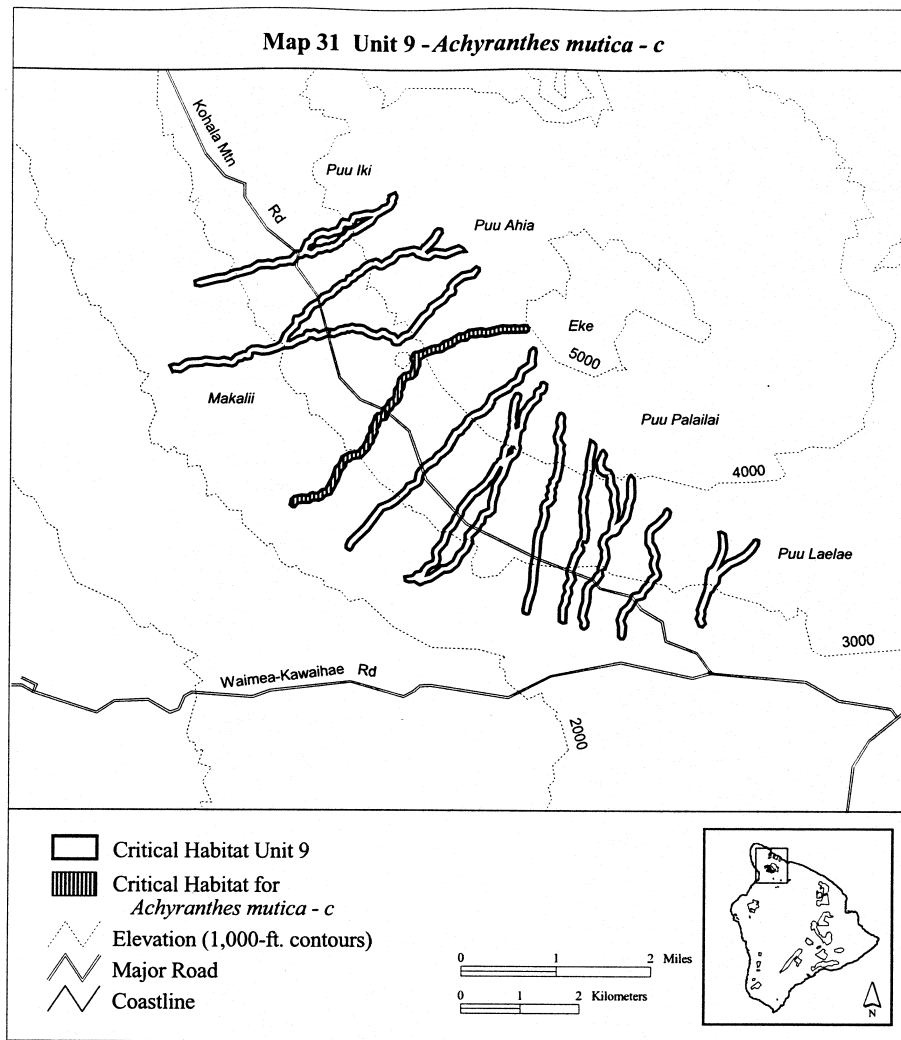 Map 31 Unit 9 - Achyranthes mutica - c
Kohala Mtn
Rd
Puu Iki
Puu Ahia
Eke
5000
Makalii
Puu Palailai
4000
Puu Laelae
3000
Waimea-Kawaihae Rd
2000
Critical Habitat Unit 9
Critical Habitat for
Achyranthes mutica - c
Elevation (1,000-ft. contours)
Major Road
Coastline
0 1 2 Miles
0 1 2 Kilometers
N